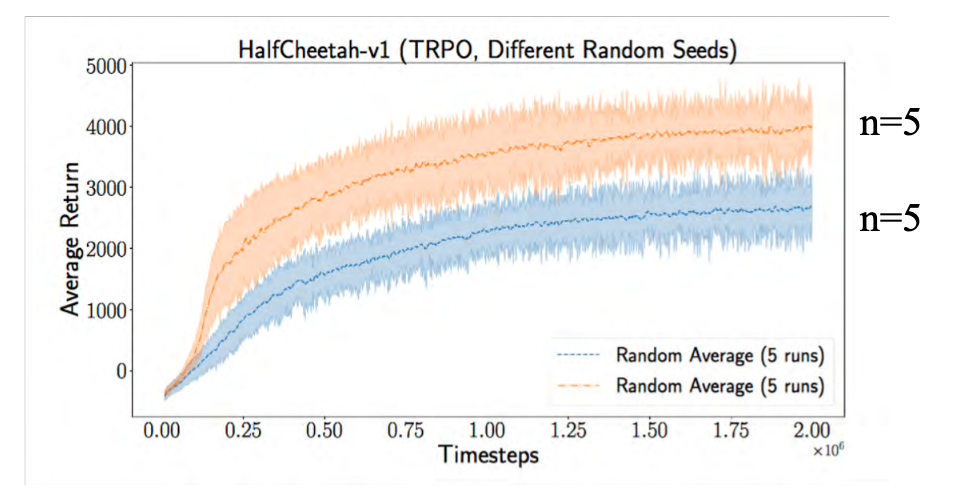 HalfCheetah-v1 (TRPO, Different Random Seeds)
5000
4000
3000
2000
1000
0
Average Return
n=5
n=5
Random Average (5 runs)
Random Average (5 runs)
0.00 0.25 0.50 0.75 1.00 1.25 1.50 1.75 2.00
×10⁶
Timesteps